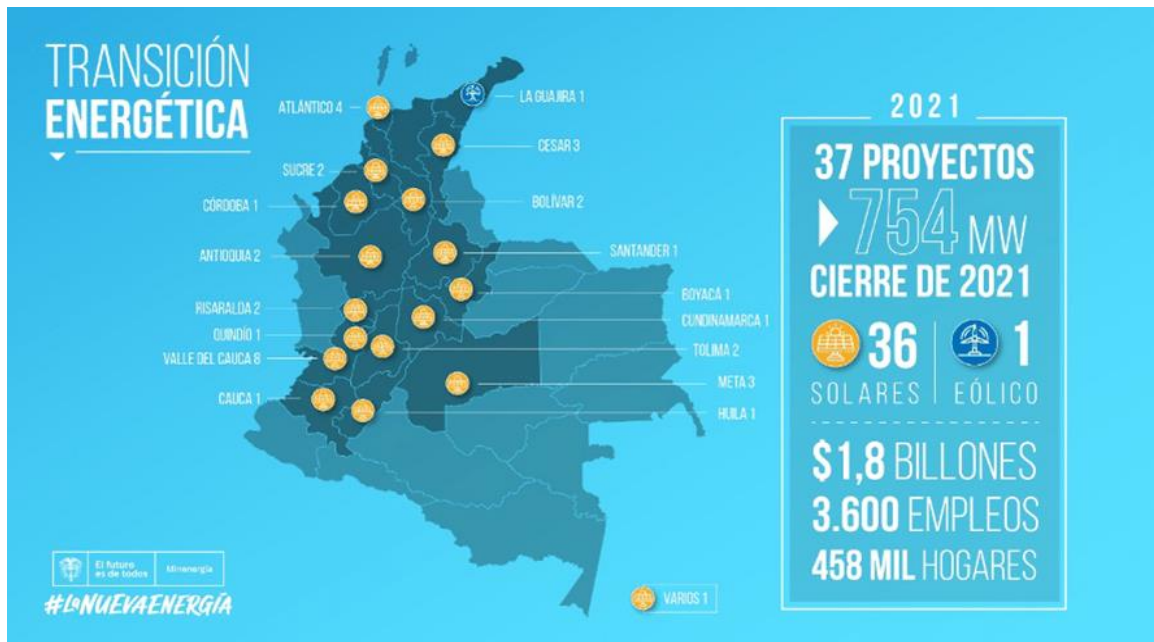 TRANSICIÓN
ENERGÉTICA
ATLÁNTICO 4
LA GUAJIRA 1
CESAR 3
SUCRE 2
CÓRDOBA 1
BOLÍVAR 2
ANTIOQUIA 2
SANTANDER 1
BOYACÁ 1
RISARALDA 2
CUNDINAMARCA 1
QUINDÍO 1
TOLIMA 2
VALLE DEL CAUCA 8
META 3
CAUCA 1
HUILA 1
VARIOS 1
2021
37 PROYECTOS
754 MW
CIERRE DE 2021
36
SOLARES
1
EÓLICO
$1,8 BILLONES
3.600 EMPLEOS
458 MIL HOGARES
El futuro
es de todos
Minenergía
#LaNUEVAENERGÍA